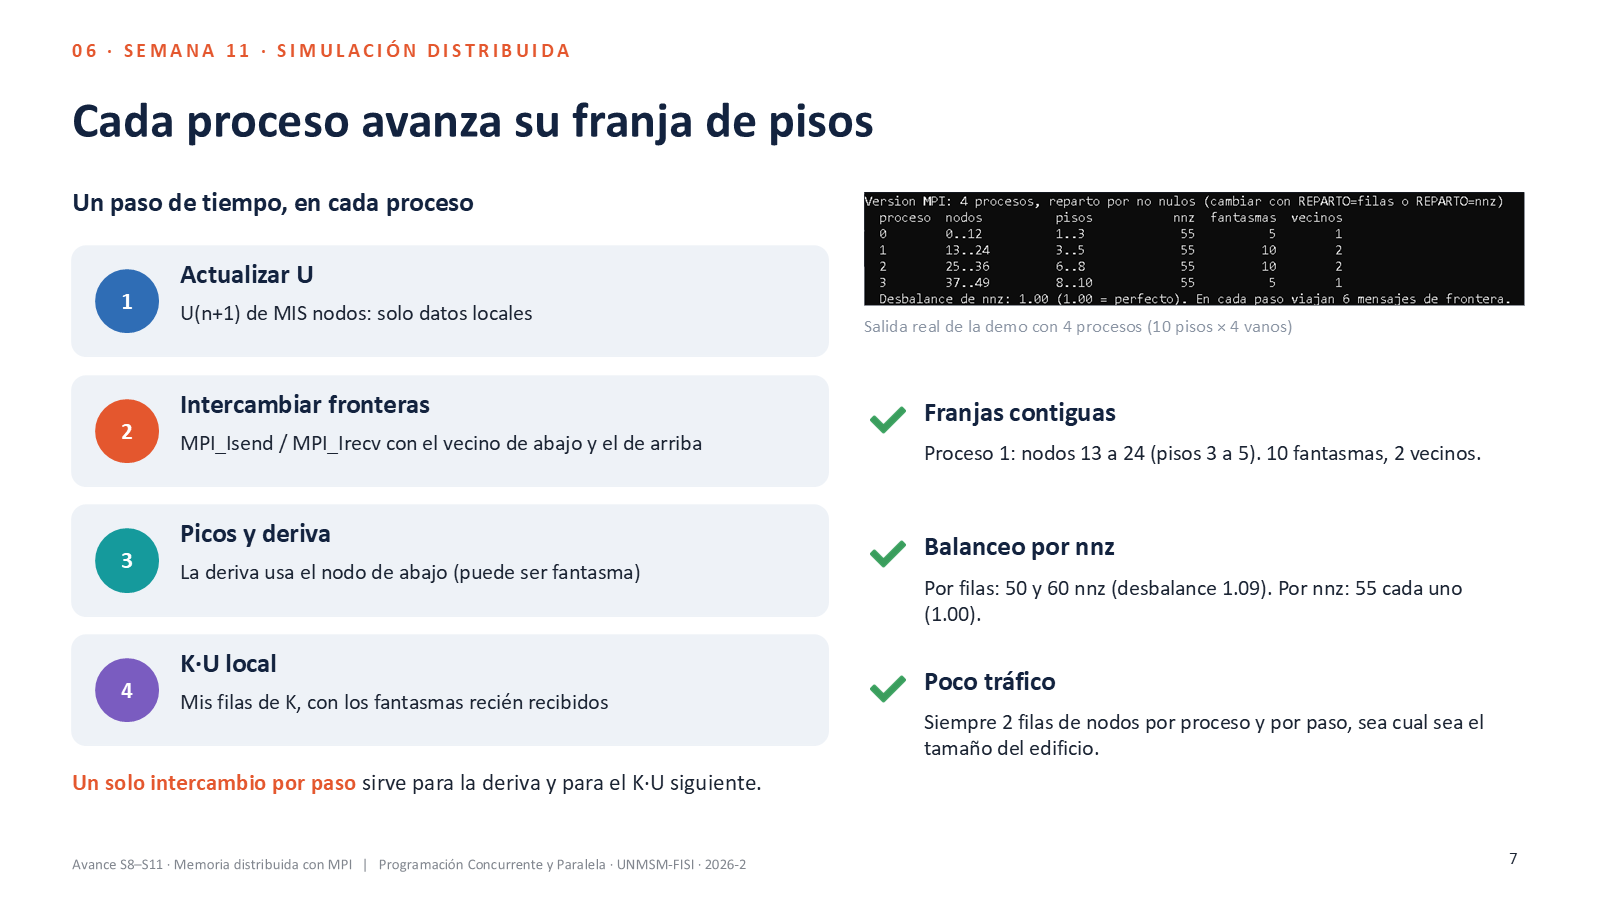 06 · SEMANA 11 · SIMULACIÓN DISTRIBUIDA
Cada proceso avanza su franja de pisos
Un paso de tiempo, en cada proceso
1
Actualizar U
U(n+1) de MIS nodos: solo datos locales
2
Intercambiar fronteras
MPI_Isend / MPI_Irecv con el vecino de abajo y el de arriba
3
Picos y deriva
La deriva usa el nodo de abajo (puede ser fantasma)
4
K·U local
Mis filas de K, con los fantasmas recién recibidos
Un solo intercambio por paso sirve para la deriva y para el K·U siguiente.
Version MPI: 4 procesos, reparto por no nulos (cambiar con REPARTO=filas o REPARTO=nnz)
proceso nodos pisos nnz fantasmas vecinos
0 0..12 1..3 55 5 1
1 13..24 3..5 55 10 2
2 25..36 6..8 55 10 2
3 37..49 8..10 55 5 1
Desbalance de nnz: 1.00 (1.00 = perfecto). En cada paso viajan 6 mensajes de frontera.
Salida real de la demo con 4 procesos (10 pisos × 4 vanos)
Franjas contiguas
Proceso 1: nodos 13 a 24 (pisos 3 a 5). 10 fantasmas, 2 vecinos.
Balanceo por nnz
Por filas: 50 y 60 nnz (desbalance 1.09). Por nnz: 55 cada uno
(1.00).
Poco tráfico
Siempre 2 filas de nodos por proceso y por paso, sea cual sea el
tamaño del edificio.
Avance S8–S11 · Memoria distribuida con MPI | Programación Concurrente y Paralela · UNMSM-FISI · 2026-2
7